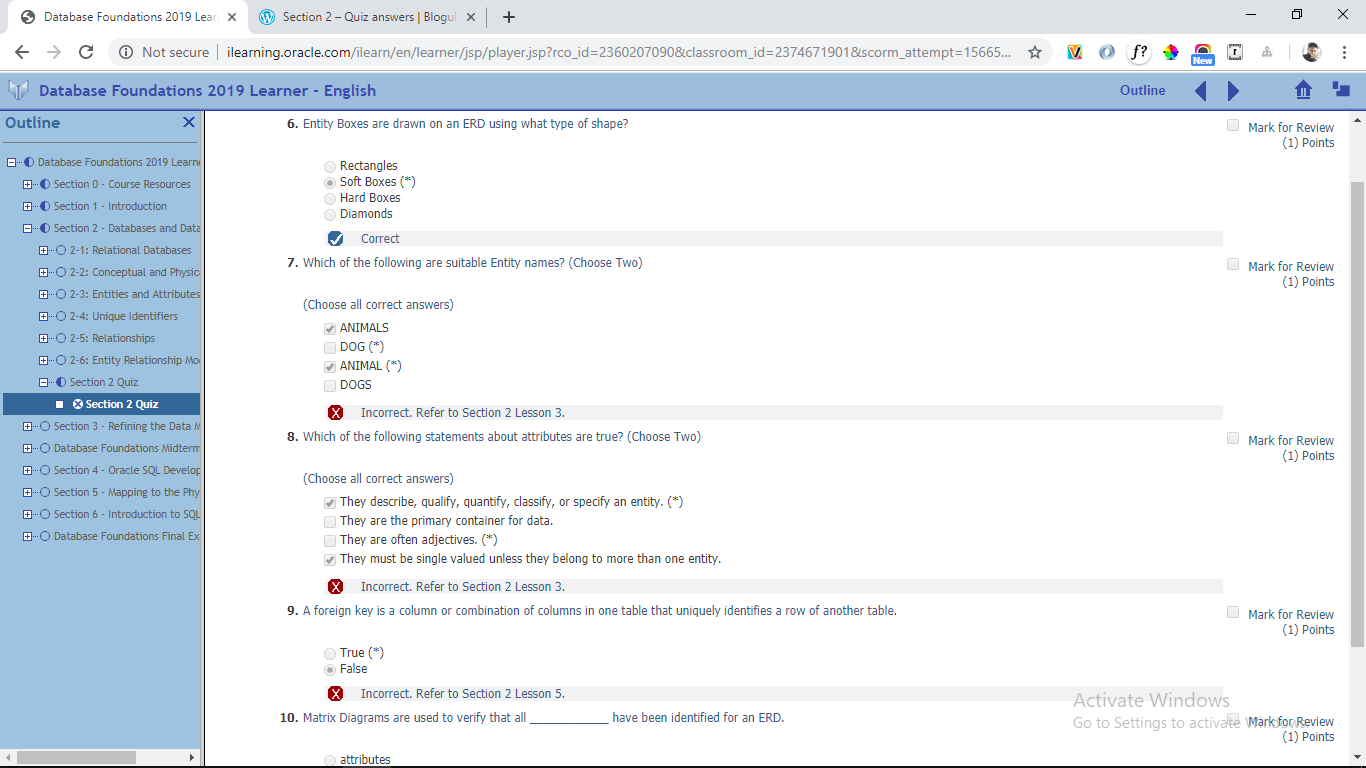 Database Foundations 2019 Lear
Section 2 – Quiz answers | Blogul
Not secure
ilearning.oracle.com/ilearn/en/learner/jsp/player.jsp?rco_id=2360207090&classroom_id=2374671901&scorm_attempt=15665...
f?
New
Database Foundations 2019 Learner - English
Outline
Outline
Database Foundations 2019 Learne
Section 0 - Course Resources
Section 1 - Introduction
Section 2 - Databases and Data
2-1: Relational Databases
2-2: Conceptual and Physic
2-3: Entities and Attributes
2-4: Unique Identifiers
2-5: Relationships
2-6: Entity Relationship Mo
Section 2 Quiz
Section 2 Quiz
Section 3 - Refining the Data M
Database Foundations Midterm
Section 4 - Oracle SQL Develop
Section 5 - Mapping to the Phy
Section 6 - Introduction to SQL
Database Foundations Final Ex
6. Entity Boxes are drawn on an ERD using what type of shape?
Mark for Review
(1) Points
Rectangles
Soft Boxes (*)
Hard Boxes
Diamonds
Correct
7. Which of the following are suitable Entity names? (Choose Two)
Mark for Review
(1) Points
(Choose all correct answers)
ANIMALS
DOG (*)
ANIMAL (*)
DOGS
Incorrect. Refer to Section 2 Lesson 3.
8. Which of the following statements about attributes are true? (Choose Two)
Mark for Review
(1) Points
(Choose all correct answers)
They describe, qualify, quantify, classify, or specify an entity. (*)
They are the primary container for data.
They are often adjectives. (*)
They must be single valued unless they belong to more than one entity.
Incorrect. Refer to Section 2 Lesson 3.
9. A foreign key is a column or combination of columns in one table that uniquely identifies a row of another table.
Mark for Review
(1) Points
True (*)
False
Incorrect. Refer to Section 2 Lesson 5.
10. Matrix Diagrams are used to verify that all ____________ have been identified for an ERD.
Mark for Review
(1) Points
attributes
Activate Windows
Go to Settings to activate Windows.